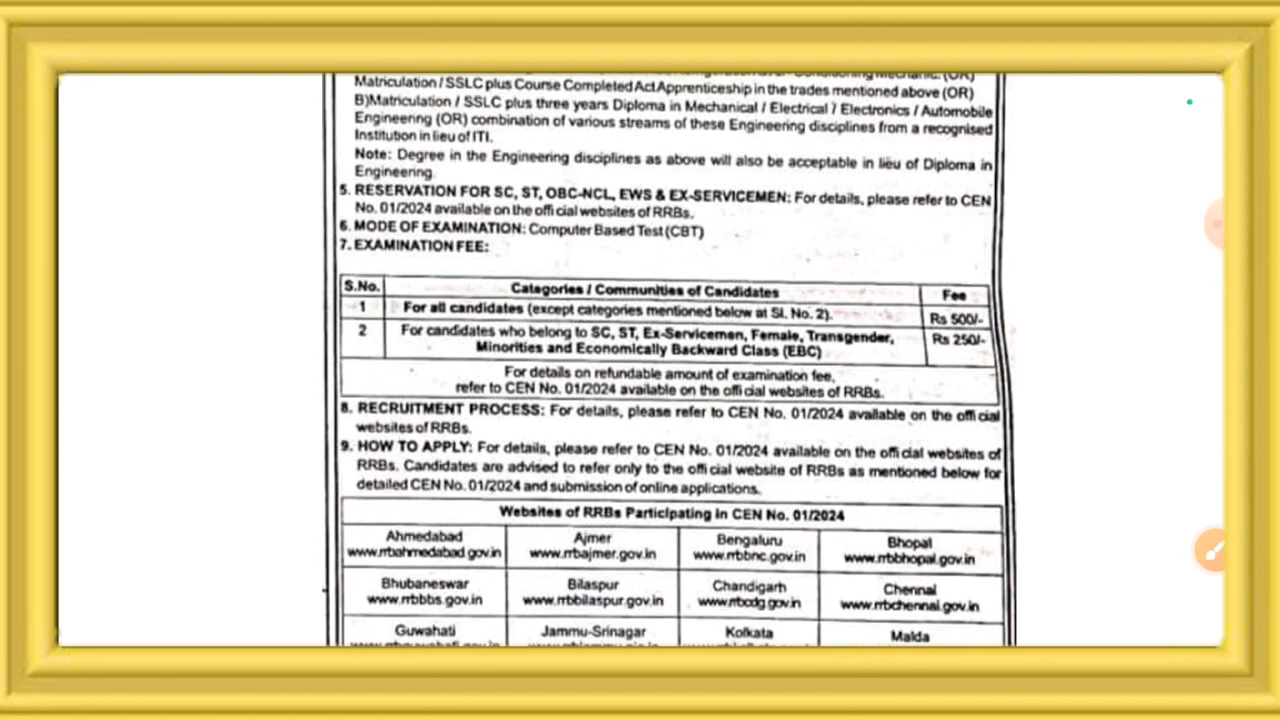 Conditioning Mechanic. (OR)
Matriculation / SSLC plus Course Completed Act Apprenticeship in the trades mentioned above (OR)
B)Matriculation / SSLC plus three years Diploma in Mechanical / Electrical / Electronics / Automobile
Engineering (OR) combination of various streams of these Engineering disciplines from a recognised
Institution in lieu of ITI.
Note: Degree in the Engineering disciplines as above will also be acceptable in lieu of Diploma in
Engineering.
5. RESERVATION FOR SC, ST, OBC-NCL, EWS & EX-SERVICEMEN: For details, please refer to CEN
No. 01/2024 available on the official websites of RRBs.
6. MODE OF EXAMINATION: Computer Based Test (CBT)
7. EXAMINATION FEE:
S.No. Categories / Communities of Candidates Fee
1 For all candidates (except categories mentioned below at Sl. No. 2). Rs 500/-
2 For candidates who belong to SC, ST, Ex-Servicemen, Female, Transgender, Rs 250/-
Minorities and Economically Backward Class (EBC)
For details on refundable amount of examination fee,
refer to CEN No. 01/2024 available on the official websites of RRBs.
8. RECRUITMENT PROCESS: For details, please refer to CEN No. 01/2024 available on the official
websites of RRBs.
9. HOW TO APPLY: For details, please refer to CEN No. 01/2024 available on the official websites of
RRBs. Candidates are advised to refer only to the official website of RRBs as mentioned below for
detailed CEN No. 01/2024 and submission of online applications.
Websites of RRBs Participating in CEN No. 01/2024
Ahmedabad Ajmer Bengaluru Bhopal
www.rrbahmedabad.gov.in www.rrbajmer.gov.in www.rrbbnc.gov.in www.rrbbhopal.gov.in
Bhubaneswar Bilaspur Chandigarh Chennai
www.rrbbbs.gov.in www.rrbbilaspur.gov.in www.rrbcdg.gov.in www.rrbchennai.gov.in
Guwahati Jammu-Srinagar Kolkata Malda